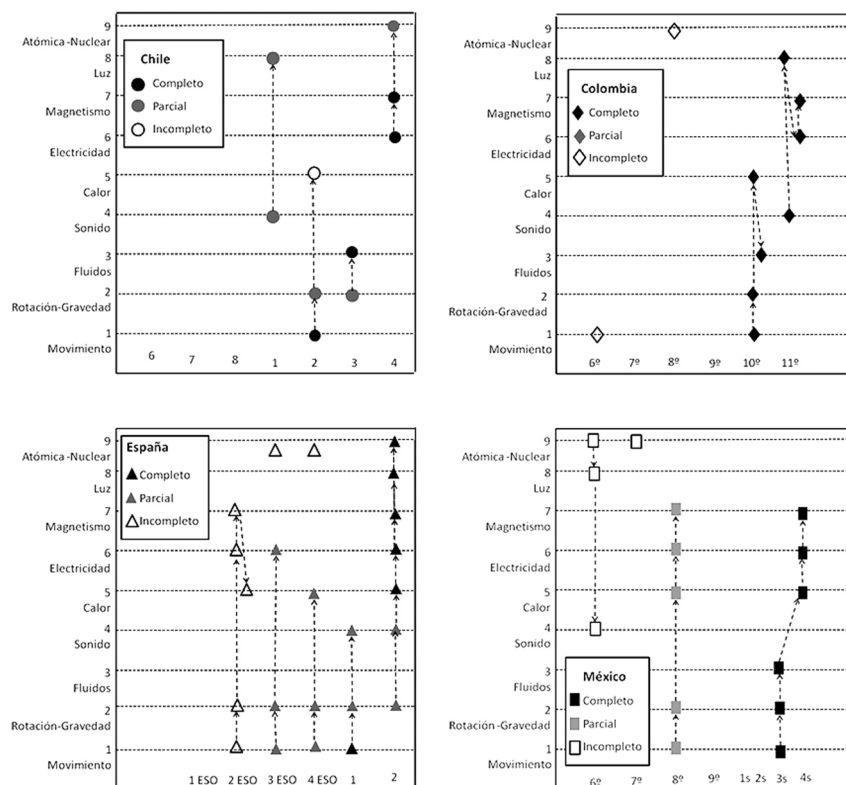 9
Atómica-Nuclear
8
Luz
7
Magnetismo
6
Electricidad
5
Calor
4
Sonido
3
Fluidos
2
Rotación-Gravedad
1
Movimiento
6 7 8 1 2 3 4
Chile
Completo
Parcial
Incompleto
9
Atómica-Nuclear
8
Luz
7
Magnetismo
6
Electricidad
5
Calor
4
Sonido
3
Fluidos
2
Rotación-Gravedad
1
Movimiento
6º 7º 8º 9º 10º 11º
Colombia
Completo
Parcial
Incompleto
9
Atómica-Nuclear
8
Luz
7
Magnetismo
6
Electricidad
5
Calor
4
Sonido
3
Fluidos
2
Rotación-Gravedad
1
Movimiento
1 ESO 2 ESO 3 ESO 4 ESO 1 2
España
Completo
Parcial
Incompleto
9
Atómica-Nuclear
8
Luz
7
Magnetismo
6
Electricidad
5
Calor
4
Sonido
3
Fluidos
2
Rotación-Gravedad
1
Movimiento
6º 7º 8º 9º 1s 2s 3s 4s
México
Completo
Parcial
Incompleto